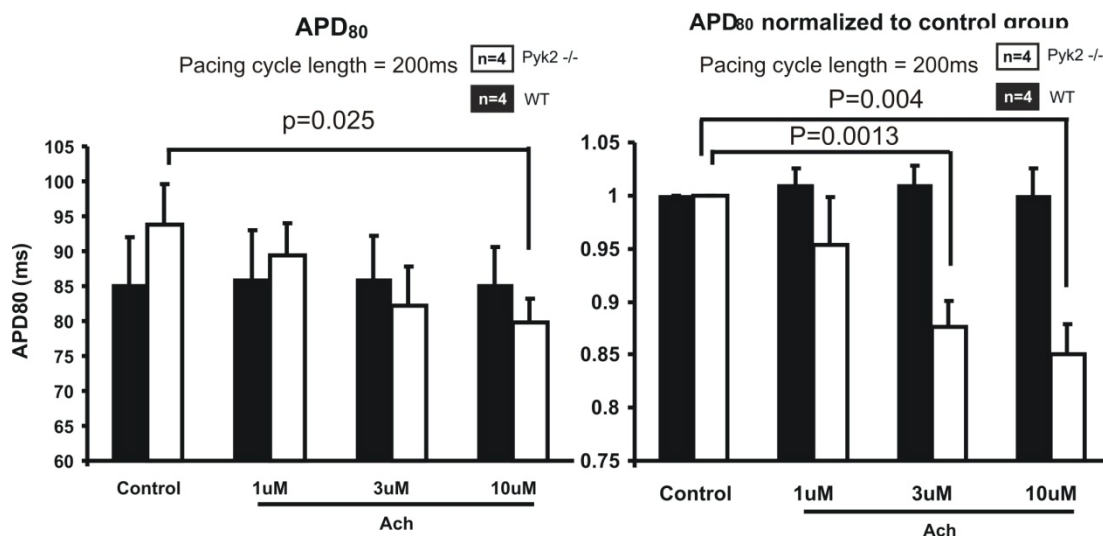 APD80
Pacing cycle length = 200ms
n=4 Pyk2 -/-
n=4 WT
p=0.025
APD80 (ms)
105
100
95
90
85
80
75
70
65
60
Control 1uM 3uM 10uM
Ach
APD80 normalized to control group
Pacing cycle length = 200ms
n=4 Pyk2 -/-
n=4 WT
P=0.004
P=0.0013
1.05
1
0.95
0.9
0.85
0.8
0.75
Control 1uM 3uM 10uM
Ach